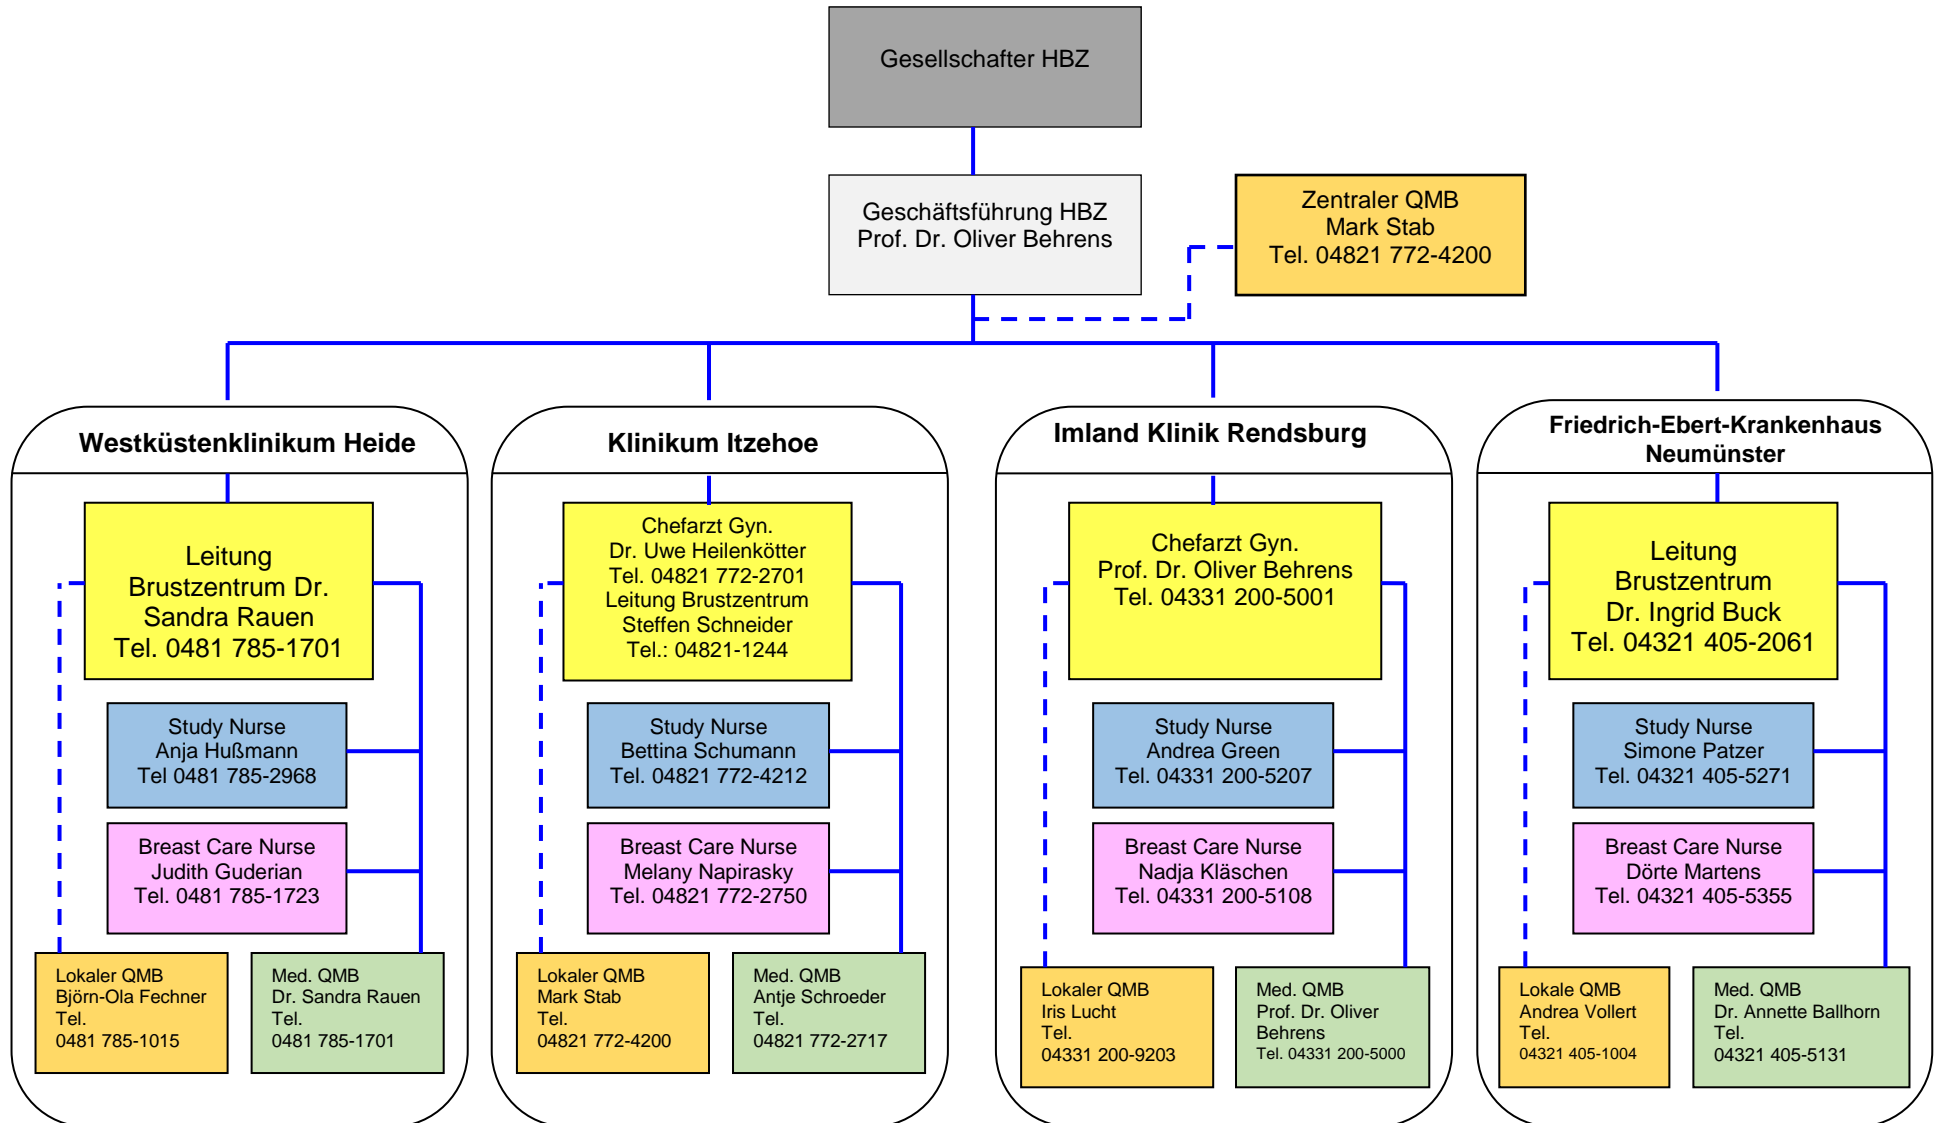 Gesellschafter HBZ
Geschäftsführung HBZ
Prof. Dr. Oliver Behrens
Zentraler QMB
Mark Stab
Tel. 04821 772-4200
Westküstenklinikum Heide
Leitung
Brustzentrum Dr.
Sandra Rauen
Tel. 0481 785-1701
Study Nurse
Anja Hußmann
Tel 0481 785-2968
Breast Care Nurse
Judith Guderian
Tel. 0481 785-1723
Lokaler QMB
Björn-Ola Fechner
Tel.
0481 785-1015
Med. QMB
Dr. Sandra Rauen
Tel.
0481 785-1701
Klinikum Itzehoe
Chefarzt Gyn.
Dr. Uwe Heilenkötter
Tel. 04821 772-2701
Leitung Brustzentrum
Steffen Schneider
Tel.: 04821-1244
Study Nurse
Bettina Schumann
Tel. 04821 772-4212
Breast Care Nurse
Melany Napirasky
Tel. 04821 772-2750
Lokaler QMB
Mark Stab
Tel.
04821 772-4200
Med. QMB
Antje Schroeder
Tel.
04821 772-2717
Imland Klinik Rendsburg
Chefarzt Gyn.
Prof. Dr. Oliver Behrens
Tel. 04331 200-5001
Study Nurse
Andrea Green
Tel. 04331 200-5207
Breast Care Nurse
Nadja Kläschen
Tel. 04331 200-5108
Lokaler QMB
Iris Lucht
Tel.
04331 200-9203
Med. QMB
Prof. Dr. Oliver
Behrens
Tel. 04331 200-5000
Friedrich-Ebert-Krankenhaus
Neumünster
Leitung
Brustzentrum
Dr. Ingrid Buck
Tel. 04321 405-2061
Study Nurse
Simone Patzer
Tel. 04321 405-5271
Breast Care Nurse
Dörte Martens
Tel. 04321 405-5355
Lokale QMB
Andrea Vollert
Tel.
04321 405-1004
Med. QMB
Dr. Annette Ballhorn
Tel.
04321 405-5131